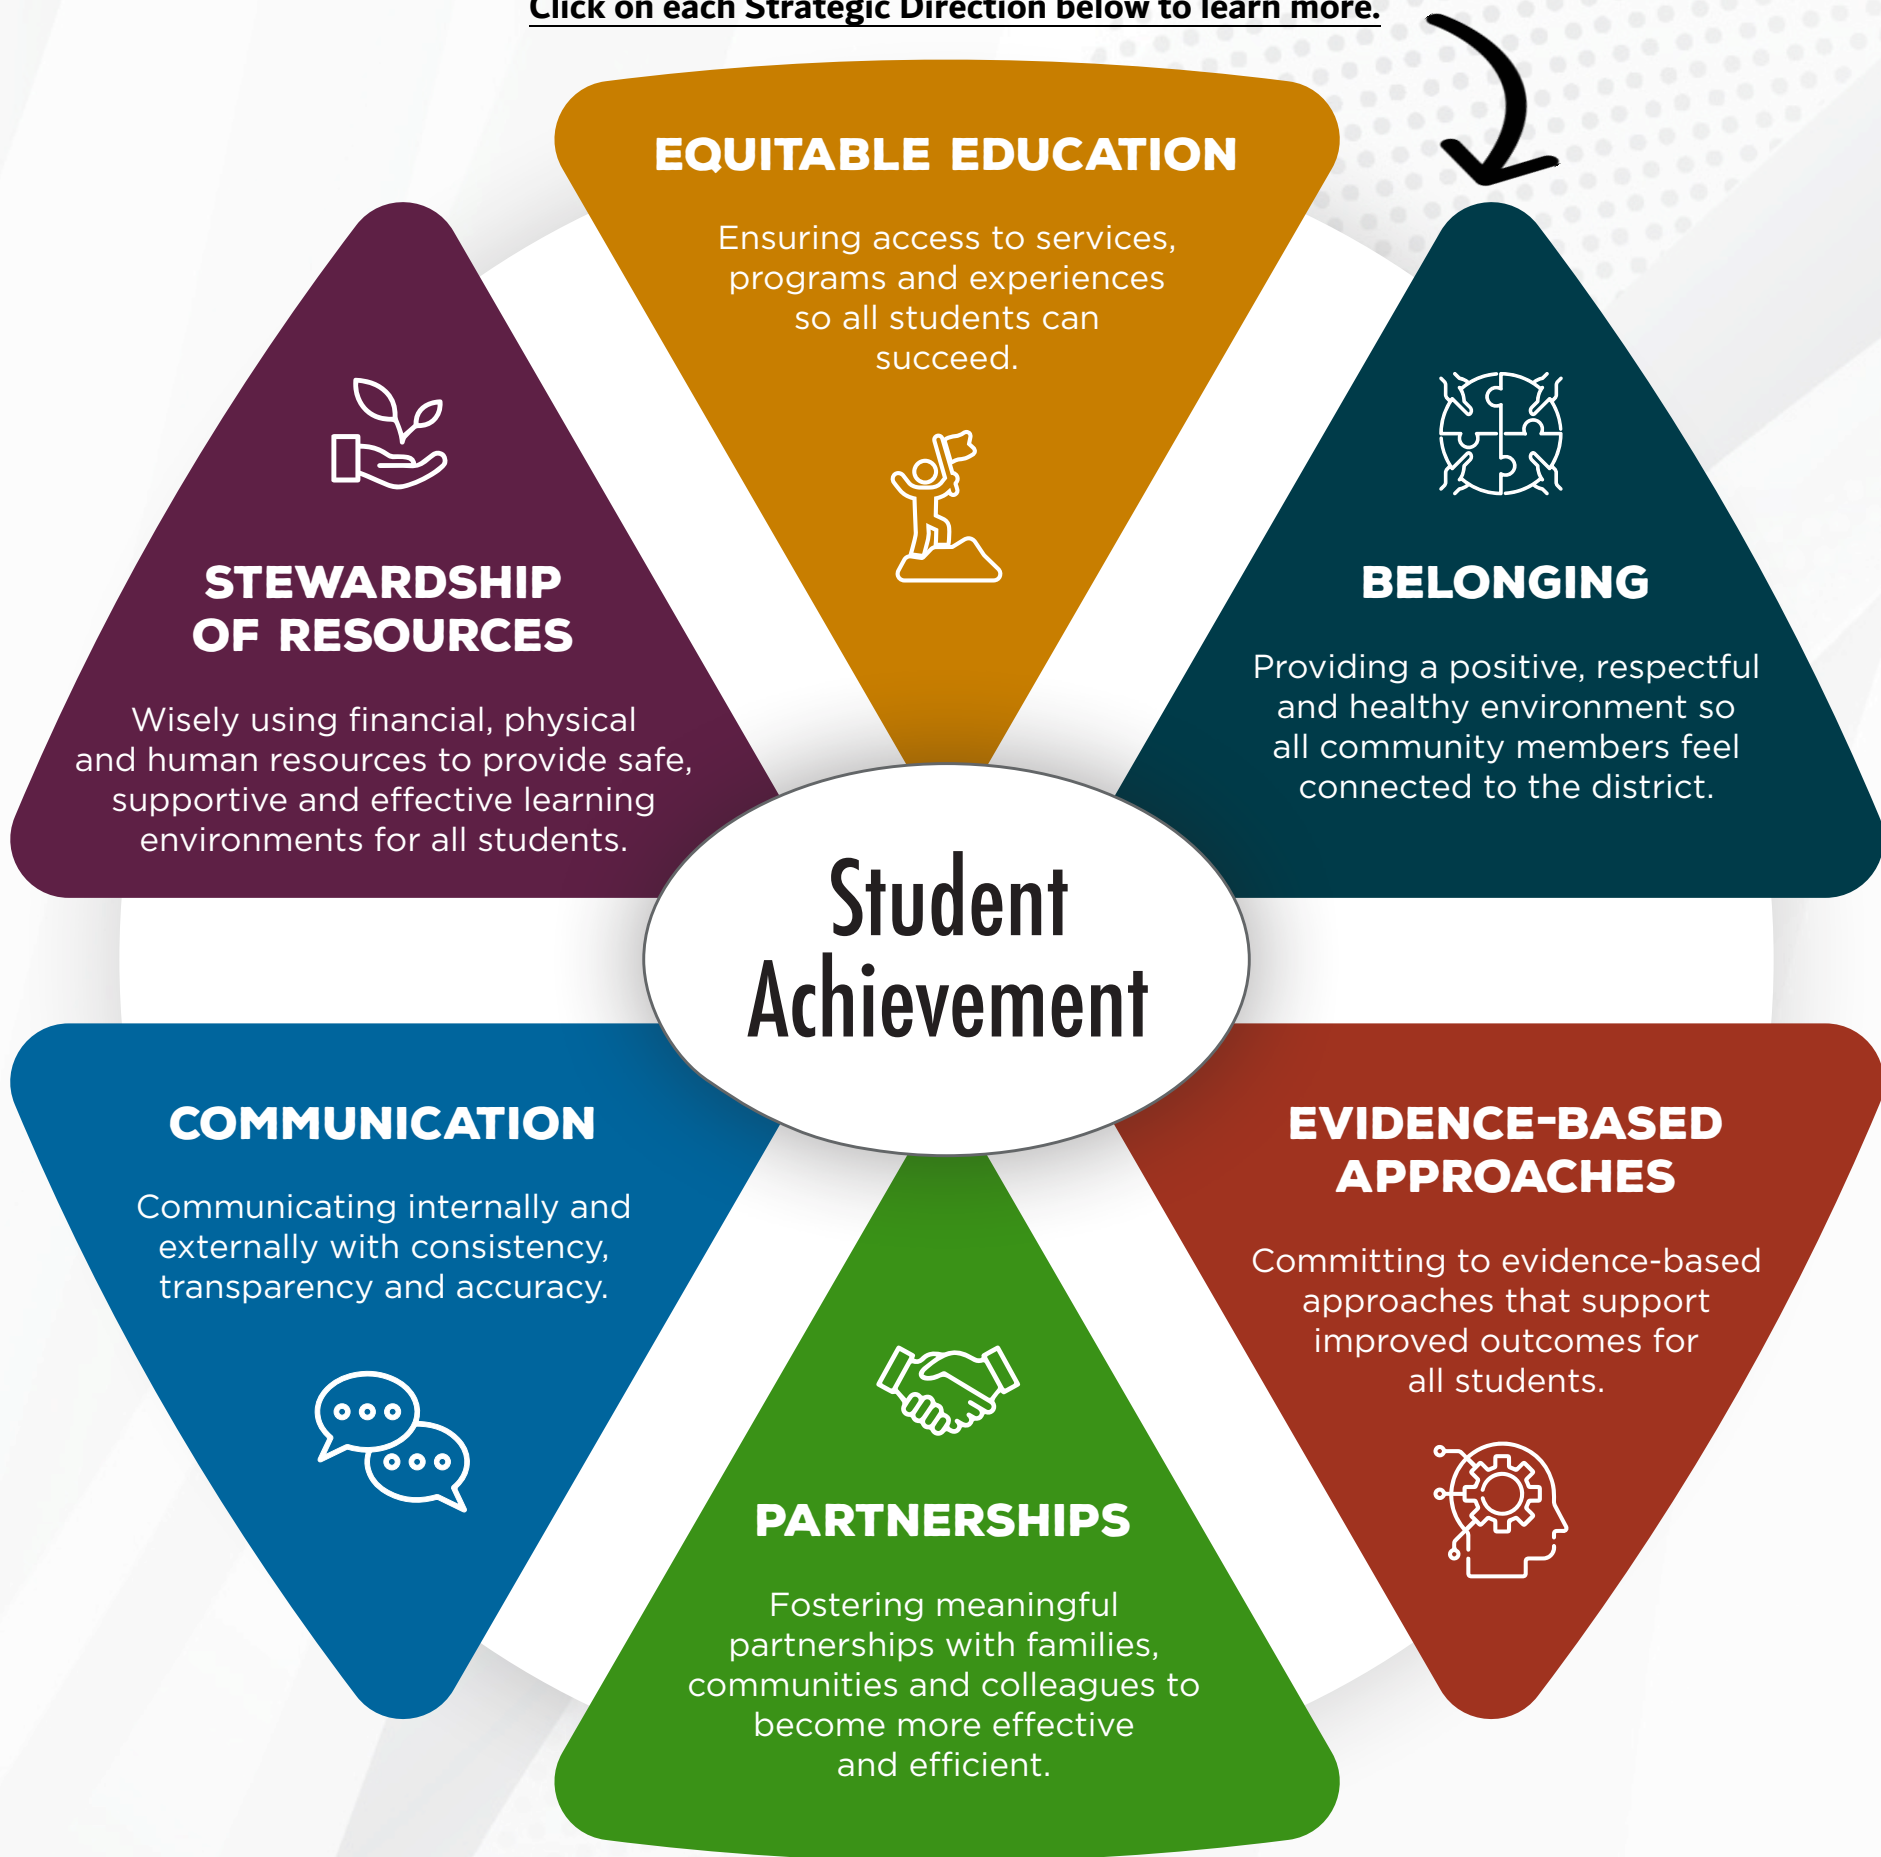 Click on each Strategic Direction below to learn more.
EQUITABLE EDUCATION
Ensuring access to services,
programs and experiences
so all students can
succeed.
STEWARDSHIP
OF RESOURCES
Wisely using financial, physical
and human resources to provide safe,
supportive and effective learning
environments for all students.
BELONGING
Providing a positive, respectful
and healthy environment so
all community members feel
connected to the district.
Student
Achievement
COMMUNICATION
Communicating internally and
externally with consistency,
transparency and accuracy.
EVIDENCE-BASED
APPROACHES
Committing to evidence-based
approaches that support
improved outcomes for
all students.
PARTNERSHIPS
Fostering meaningful
partnerships with families,
communities and colleagues to
become more effective
and efficient.